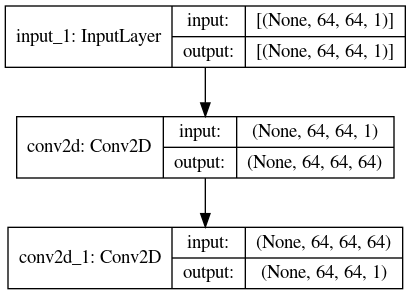 input_1: InputLayer
input: [(None, 64, 64, 1)]
output: [(None, 64, 64, 1)]
conv2d: Conv2D
input: (None, 64, 64, 1)
output: (None, 64, 64, 64)
conv2d_1: Conv2D
input: (None, 64, 64, 64)
output: (None, 64, 64, 1)